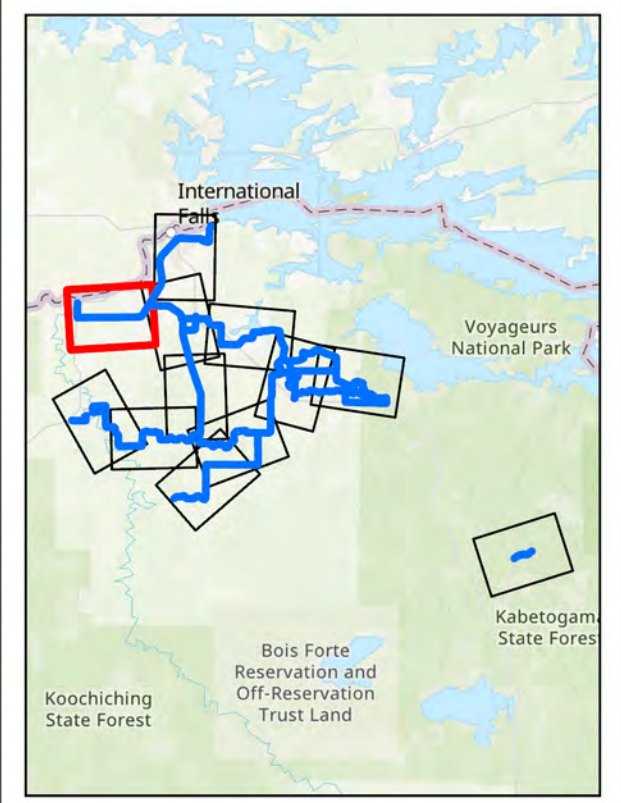 International
Falls
Voyageurs
National Park
Kabetogama
State Forest
Bois Forte
Reservation and
Off-Reservation
Trust Land
Koochiching
State Forest